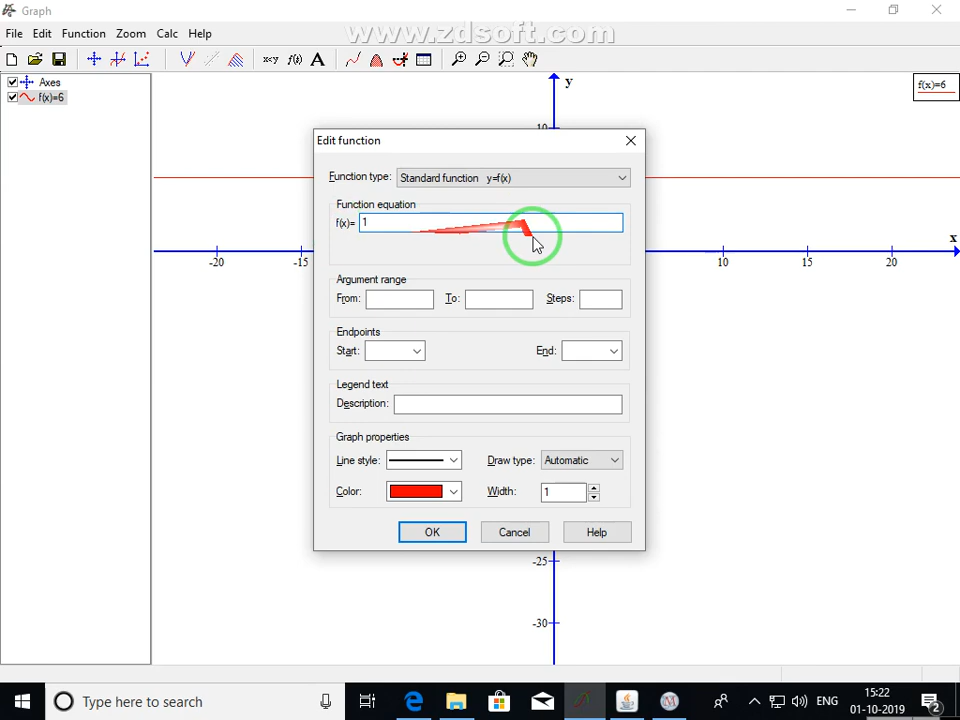 Graph
File Edit Function Zoom Calc Help
www.zdsoft.com
Axes
f(x)=6
f(x)=6
y
10
x
-20 -15 10 15 20
-25
-30
Edit function
Function type: Standard function y=f(x)
Function equation
f(x)= 1
Argument range
From: To: Steps:
Endpoints
Start: End:
Legend text
Description:
Graph properties
Line style: Draw type: Automatic
Color: Width: 1
OK Cancel Help
Type here to search
ENG
15:22
01-10-2019
2